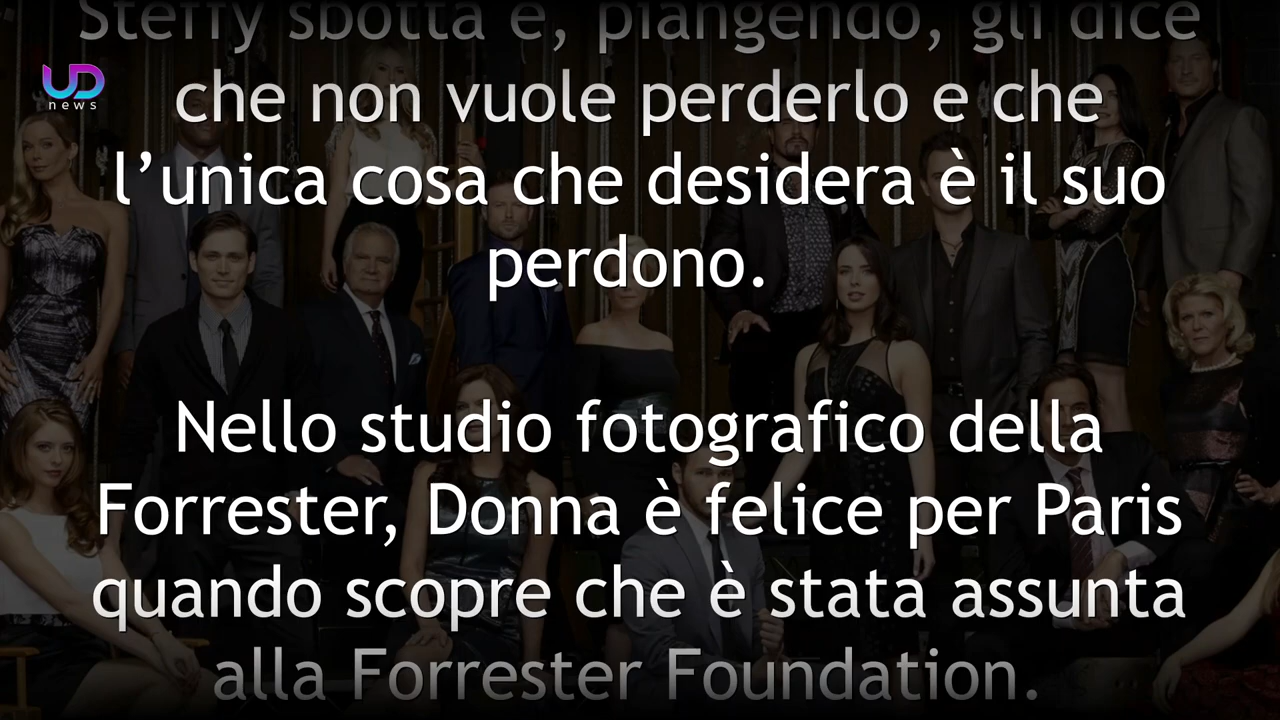 Steffy sbotta e, piangendo, gli dice
UD
news
che non vuole perderlo e che
l’unica cosa che desidera è il suo
perdono.
Nello studio fotografico della
Forrester, Donna è felice per Paris
quando scopre che è stata assunta
alla Forrester Foundation.